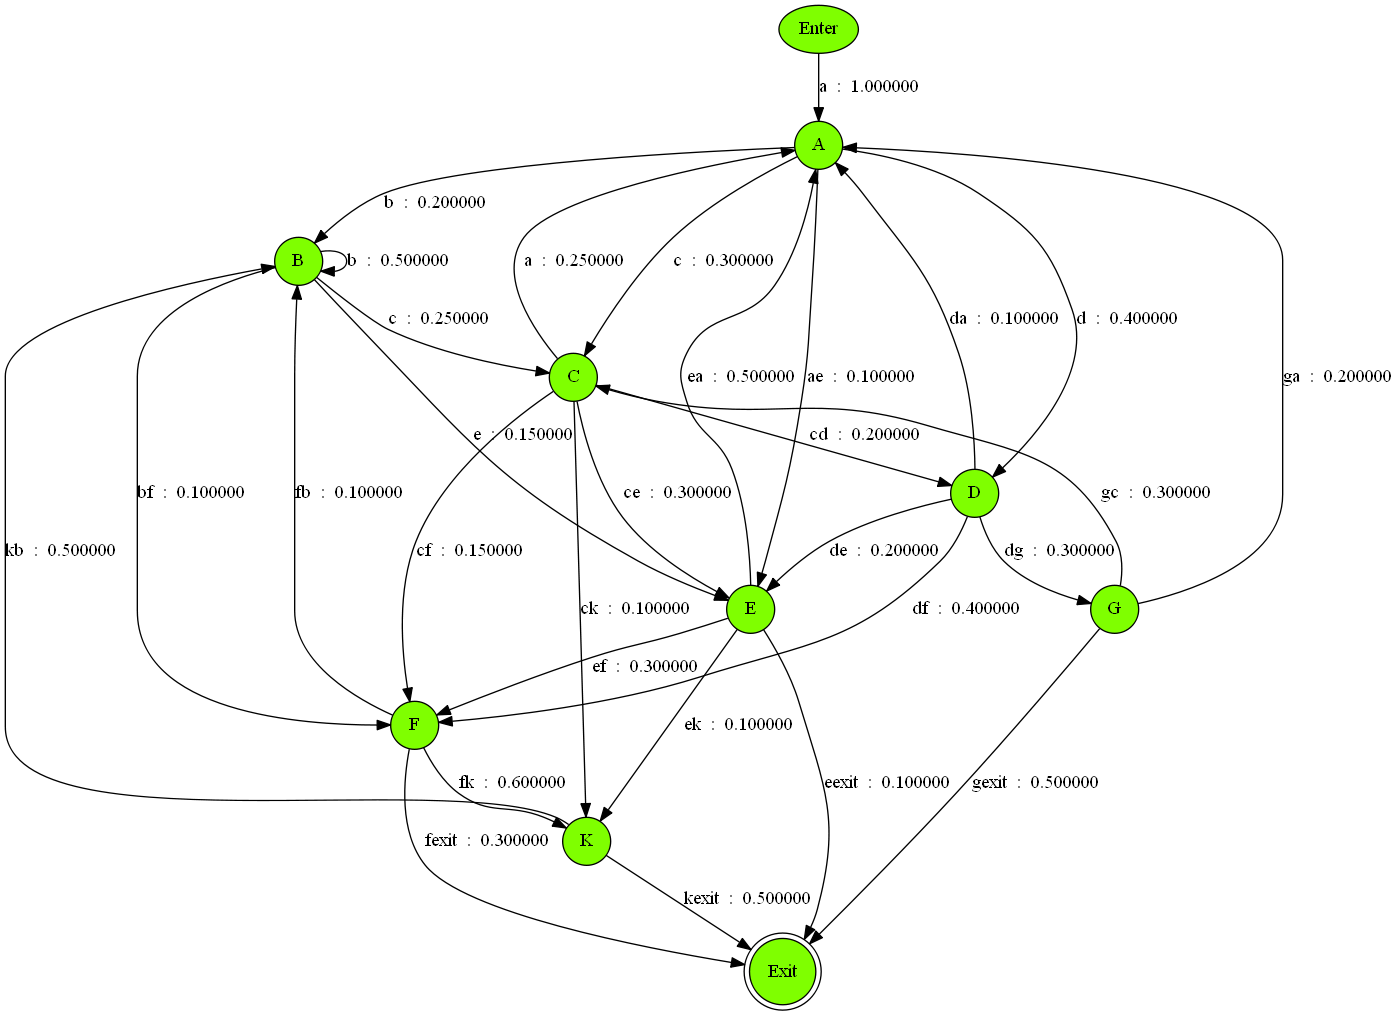 Enter
a : 1.000000
A
b : 0.200000
B
b : 0.500000
a : 0.250000
c : 0.300000
c : 0.250000
da : 0.100000
d : 0.400000
C
ea : 0.500000
ae : 0.100000
ga : 0.200000
e : 0.150000
cd : 0.200000
bf : 0.100000
fb : 0.100000
ce : 0.300000
D
gc : 0.300000
kb : 0.500000
cf : 0.150000
de : 0.200000
dg : 0.300000
ck : 0.100000
E
df : 0.400000
G
ef : 0.300000
F
ek : 0.100000
fk : 0.600000
eexit : 0.100000
gexit : 0.500000
fexit : 0.300000
K
kexit : 0.500000
Exit